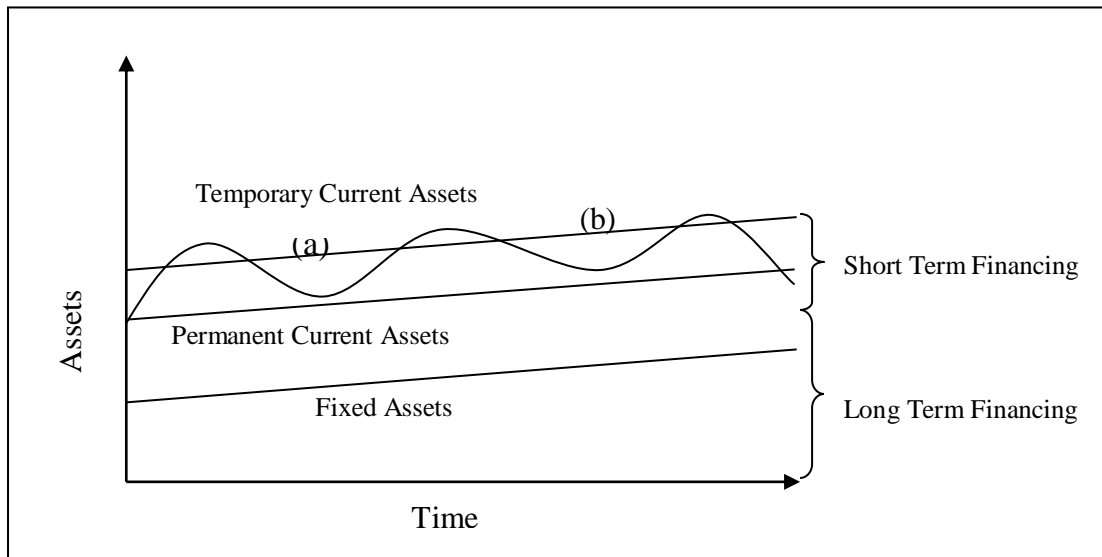 Temporary Current Assets
(b)
(a)
Short Term Financing
Permanent Current Assets
Assets
Fixed Assets
Long Term Financing
Time